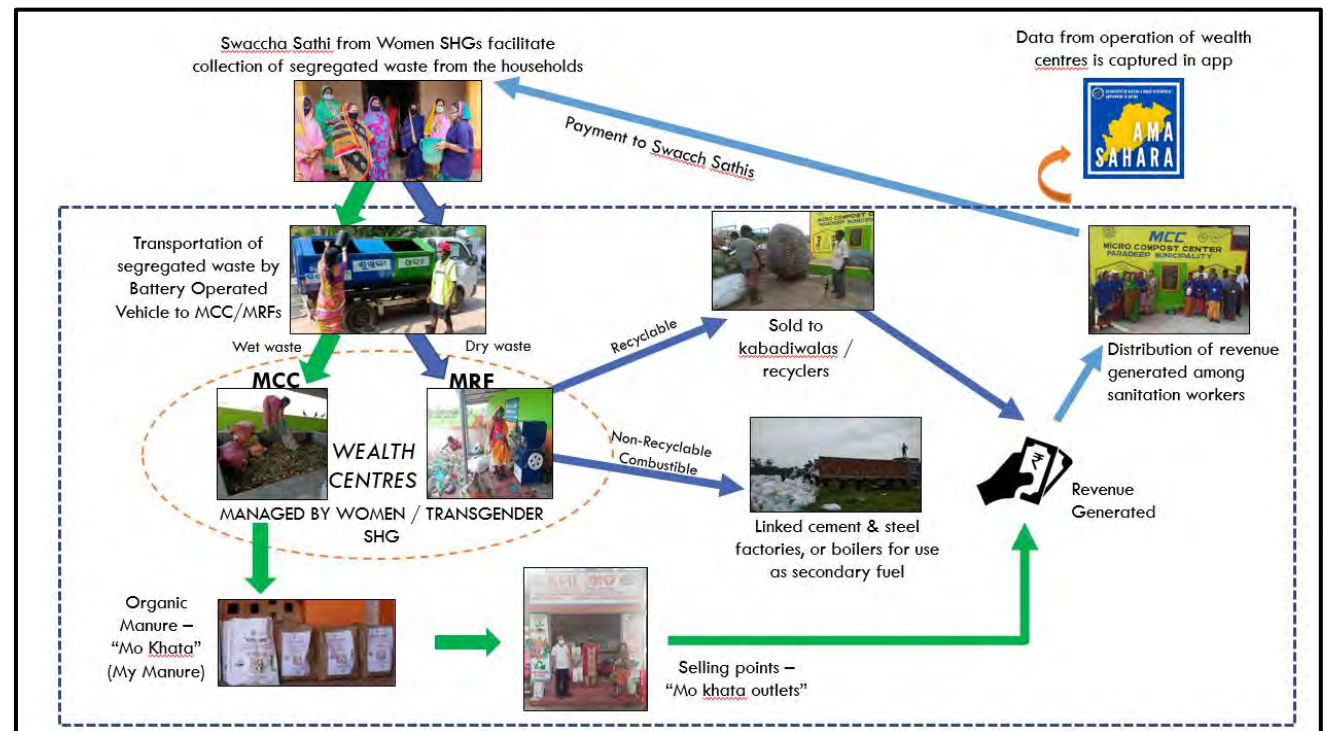 Swaccha Sathi from Women SHGs facilitate
collection of segregated waste from the households
Data from operation of wealth
centres is captured in app
AMA
SAHARA
Payment to Swacch Sathis
Transportation of
segregated waste by
Battery Operated
Vehicle to MCC/MRFs
MCC
MICRO COMPOST CENTER
PARADEEP MUNICIPALITY
Wet waste
Dry waste
Recyclable
Sold to
kabadiwalas /
recyclers
Distribution of revenue
generated among
sanitation workers
MCC
MRF
WEALTH
CENTRES
MANAGED BY WOMEN / TRANSGENDER
SHG
Non-Recyclable
Combustible
Linked cement & steel
factories, or boilers for use
as secondary fuel
₹
Revenue
Generated
Organic
Manure –
“Mo Khata”
(My Manure)
Selling points –
“Mo khata outlets”